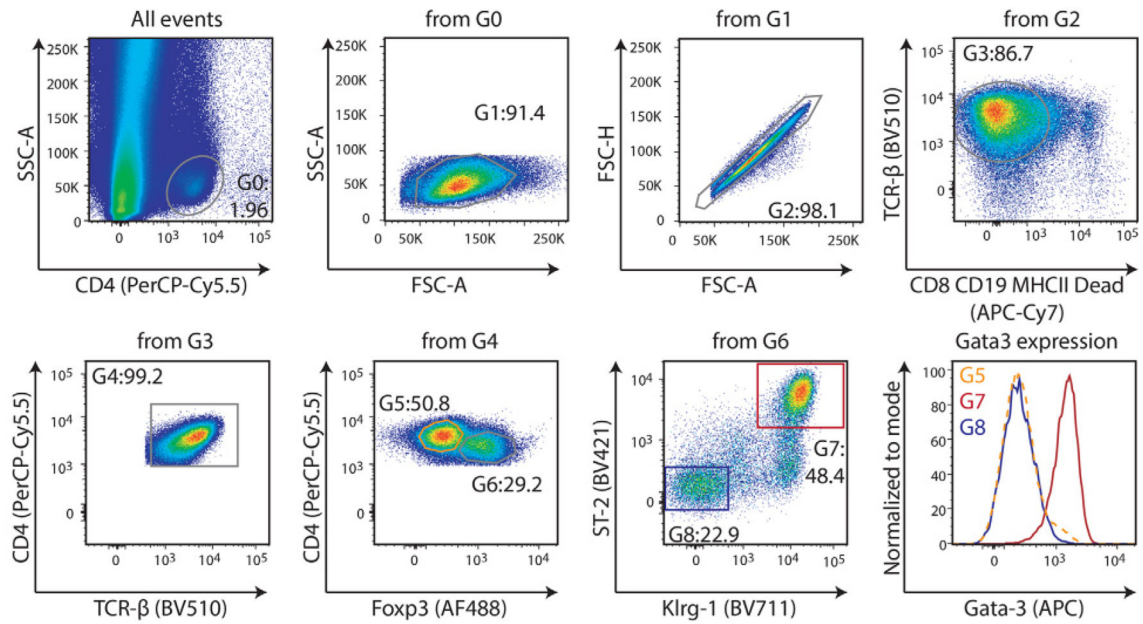 All events
250K
200K
150K
100K
50K
0
SSC-A
G0:
1.96
0 10³ 10⁴ 10⁵
CD4 (PerCP-Cy5.5)
from G0
250K
200K
150K
100K
50K
0
SSC-A
G1:91.4
0 50K 150K 250K
FSC-A
from G1
250K
200K
150K
100K
50K
0
FSC-H
G2:98.1
0 50K 150K 250K
FSC-A
from G2
10⁵
10⁴
10³
0
TCR-β (BV510)
G3:86.7
0 10³ 10⁴ 10⁵
CD8 CD19 MHCII Dead
(APC-Cy7)
from G3
10⁵
10⁴
10³
0
CD4 (PerCP-Cy5.5)
G4:99.2
0 10³ 10⁴ 10⁵
TCR-β (BV510)
from G4
10⁵
10⁴
10³
0
CD4 (PerCP-Cy5.5)
G5:50.8
G6:29.2
0 10³ 10⁴
Foxp3 (AF488)
from G6
10⁴
10³
0
ST-2 (BV421)
G7:
48.4
G8:22.9
0 10³ 10⁴ 10⁵
Klrg-1 (BV711)
Gata3 expression
100
80
60
40
20
0
Normalized to mode
G5
G7
G8
0 10³ 10⁴
Gata-3 (APC)